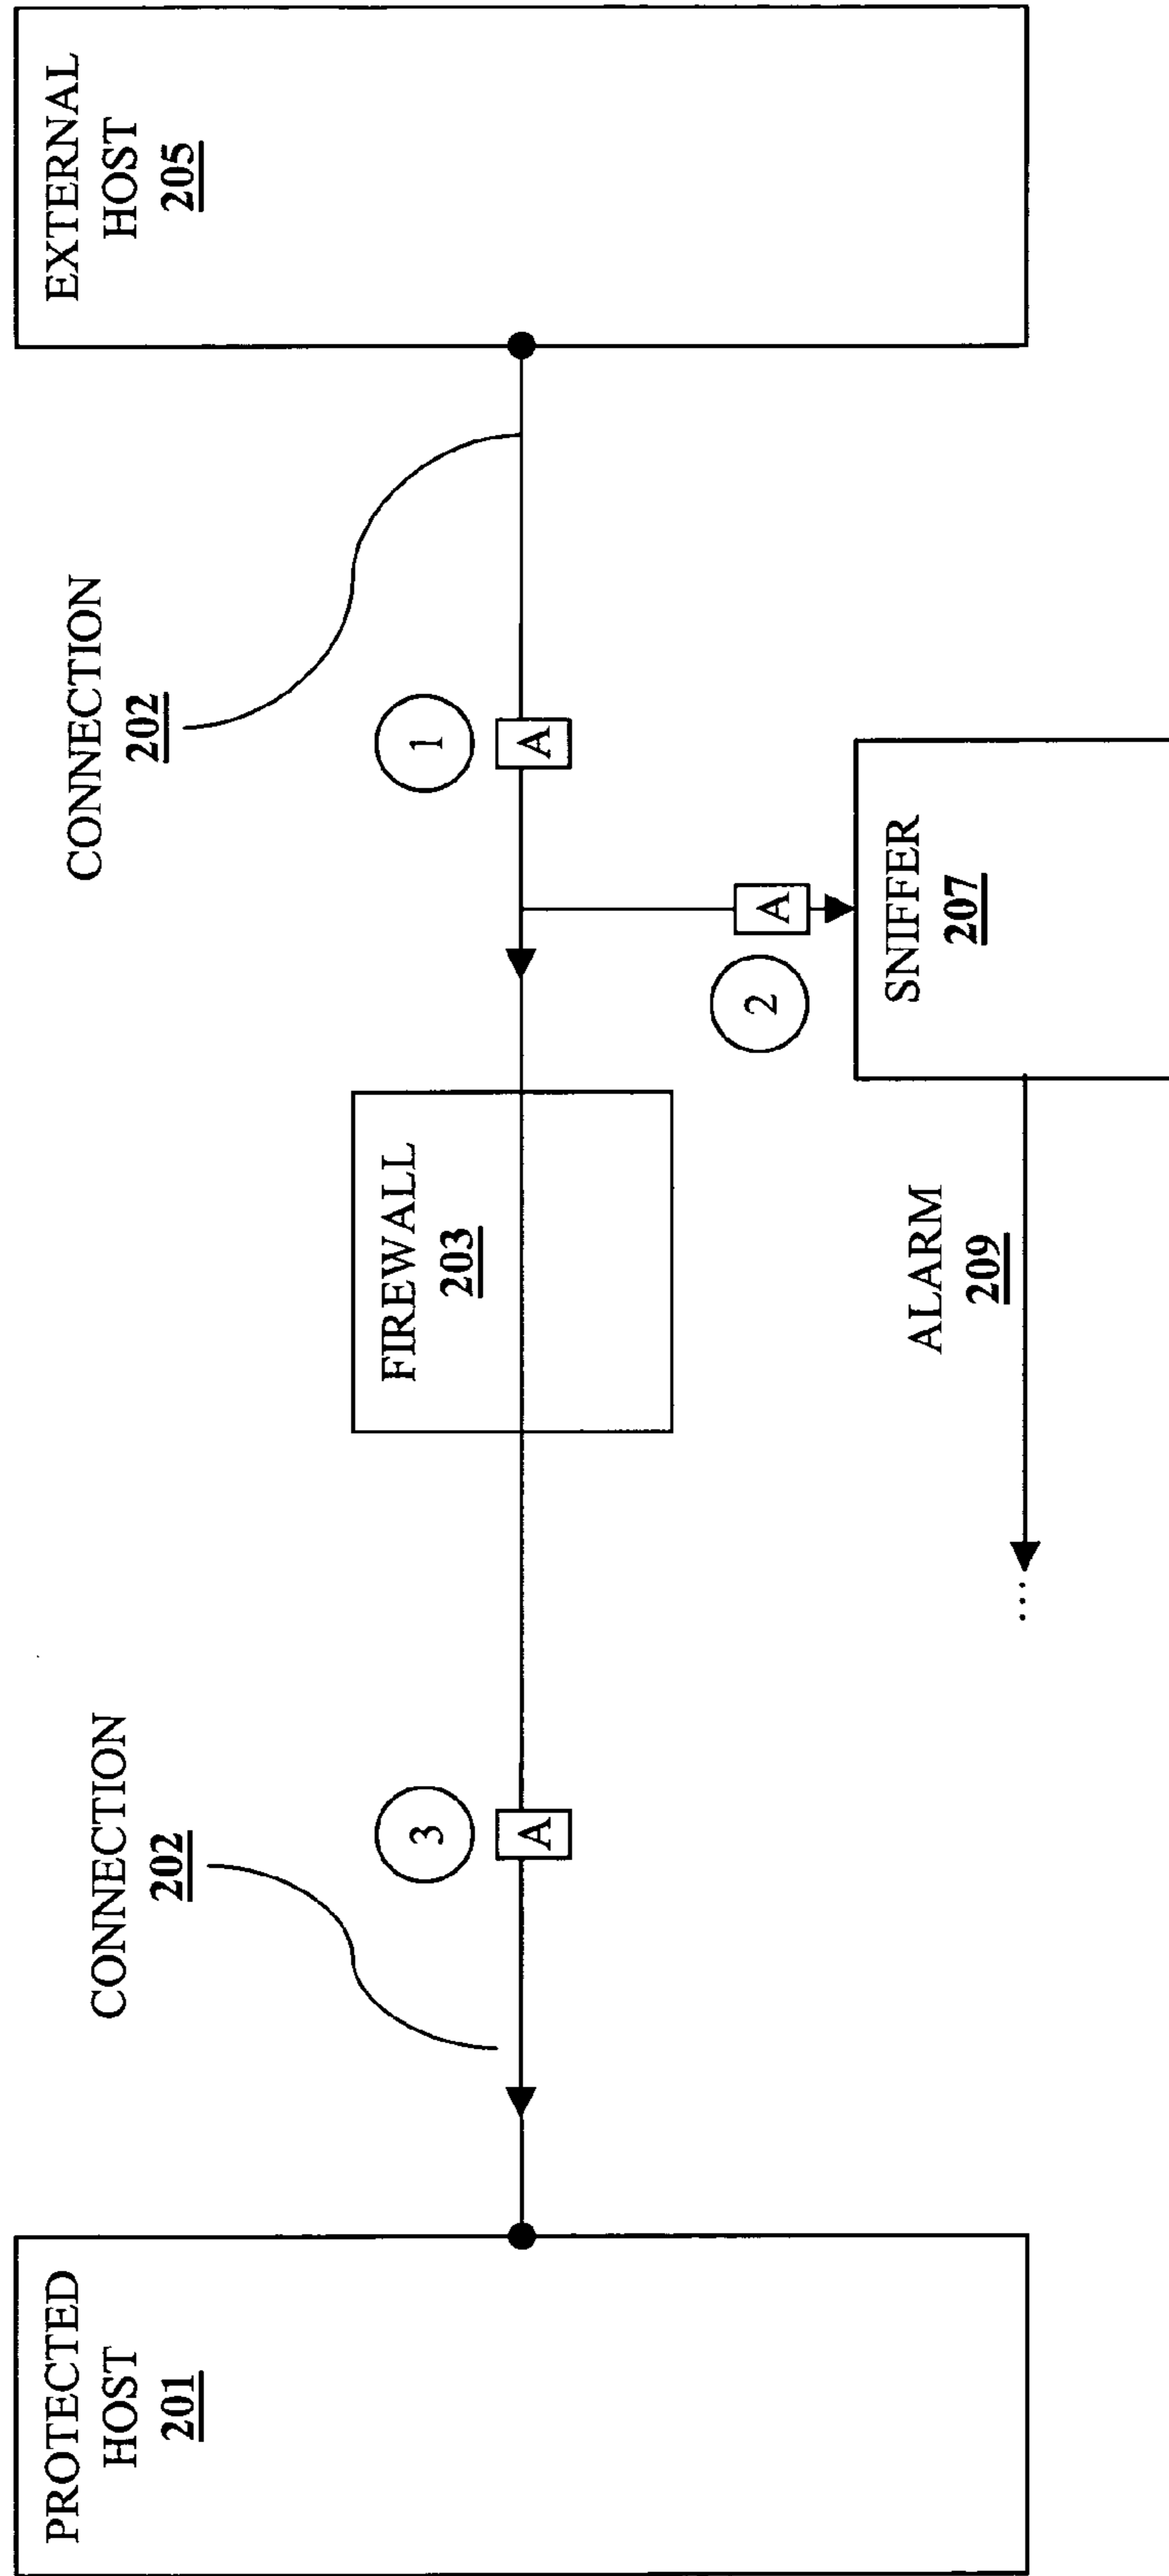 PROTECTED
HOST
201
CONNECTION
202
3
A
FIREWALL
203
CONNECTION
202
1
A
2
A
SNIFFER
207
ALARM
209
...
EXTERNAL
HOST
205